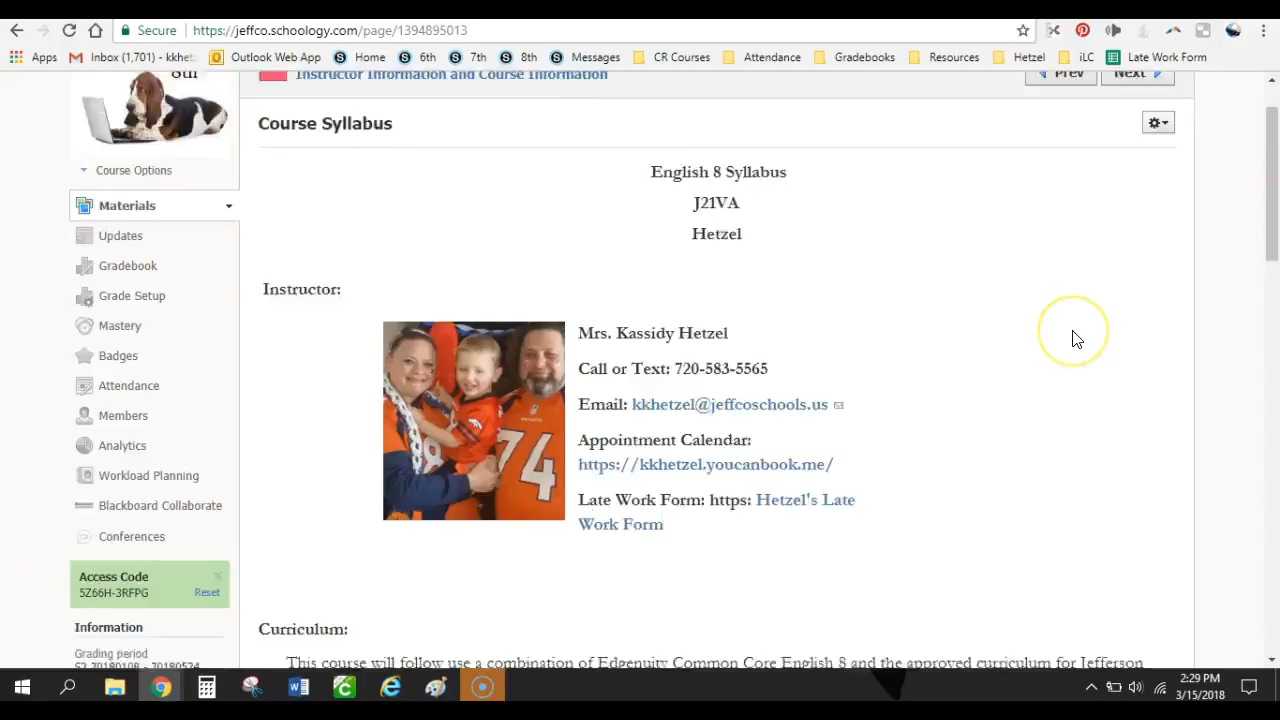 Secure
https://jeffco.schoology.com/page/1394895013
Apps
Inbox (1,701) - kkhetz
Outlook Web App
Home
6th
7th
8th
Messages
CR Courses
Attendance
Gradebooks
Resources
Hetzel
iLC
Late Work Form
8th
Instructor Information and Course Information
Prev
Next
Course Syllabus
Course Options
English 8 Syllabus
Materials
J21VA
Updates
Hetzel
Gradebook
Instructor:
Grade Setup
Mastery
Mrs. Kassidy Hetzel
Badges
Call or Text: 720-583-5565
Attendance
Email: kkhetzel@jeffcoschools.us
Members
Appointment Calendar:
Analytics
https://kkhetzel.youcanbook.me/
Workload Planning
Late Work Form: https: Hetzel's Late
Blackboard Collaborate
Work Form
Conferences
74
Access Code
5Z66H-3RFPG
Reset
Information
Curriculum:
Grading period
S2 20180108 - 20180524
This course will follow use a combination of Edgenuity Common Core English 8 and the approved curriculum for Jefferson
2:29 PM
3/15/2018